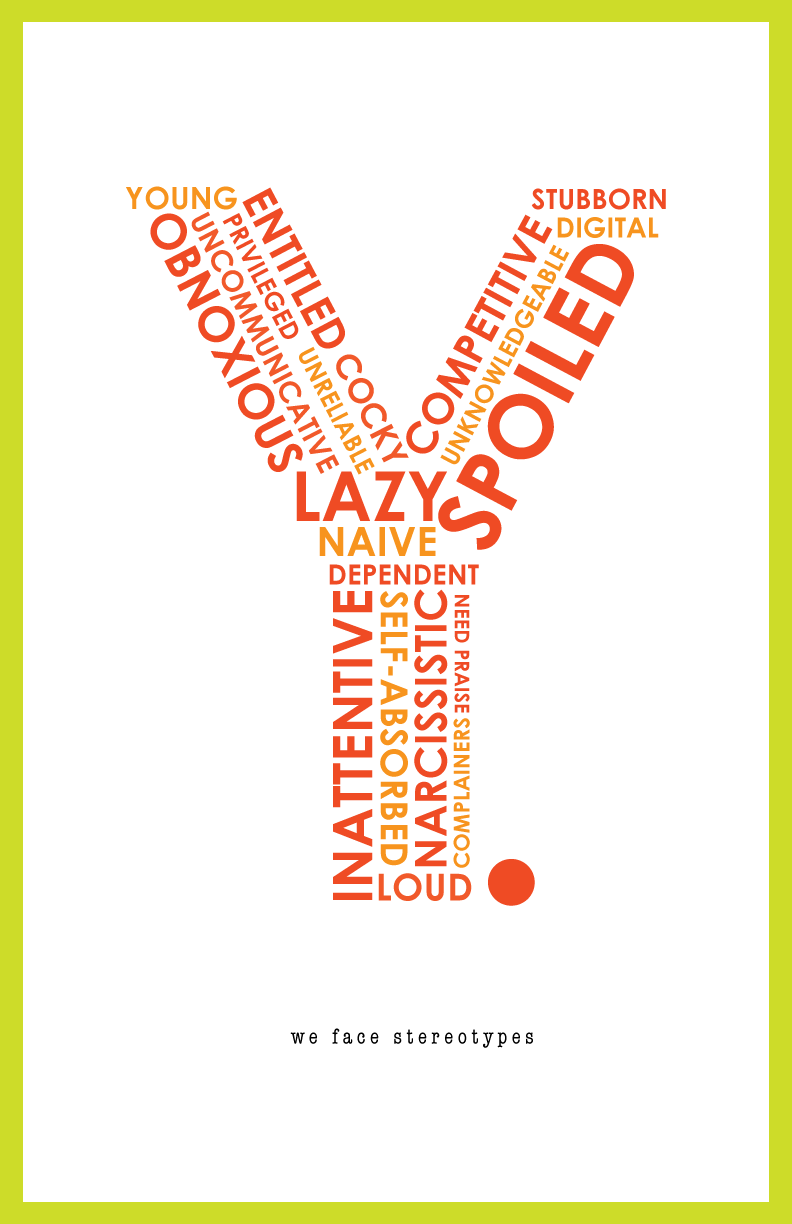 YOUNG
OBNOXIOUS
UNCOMMUNICATIVE
PRIVILEGED
ENTITLED
UNRELIABLE
COCKY
STUBBORN
DIGITAL
COMPETITIVE
UNKNOWLEDGEABLE
SPOILED
LAZY
NAIVE
DEPENDENT
INATTENTIVE
SELF-ABSORBED
NARCISSISTIC
NEED PRAISE
COMPLAINERS
LOUD
we face stereotypes